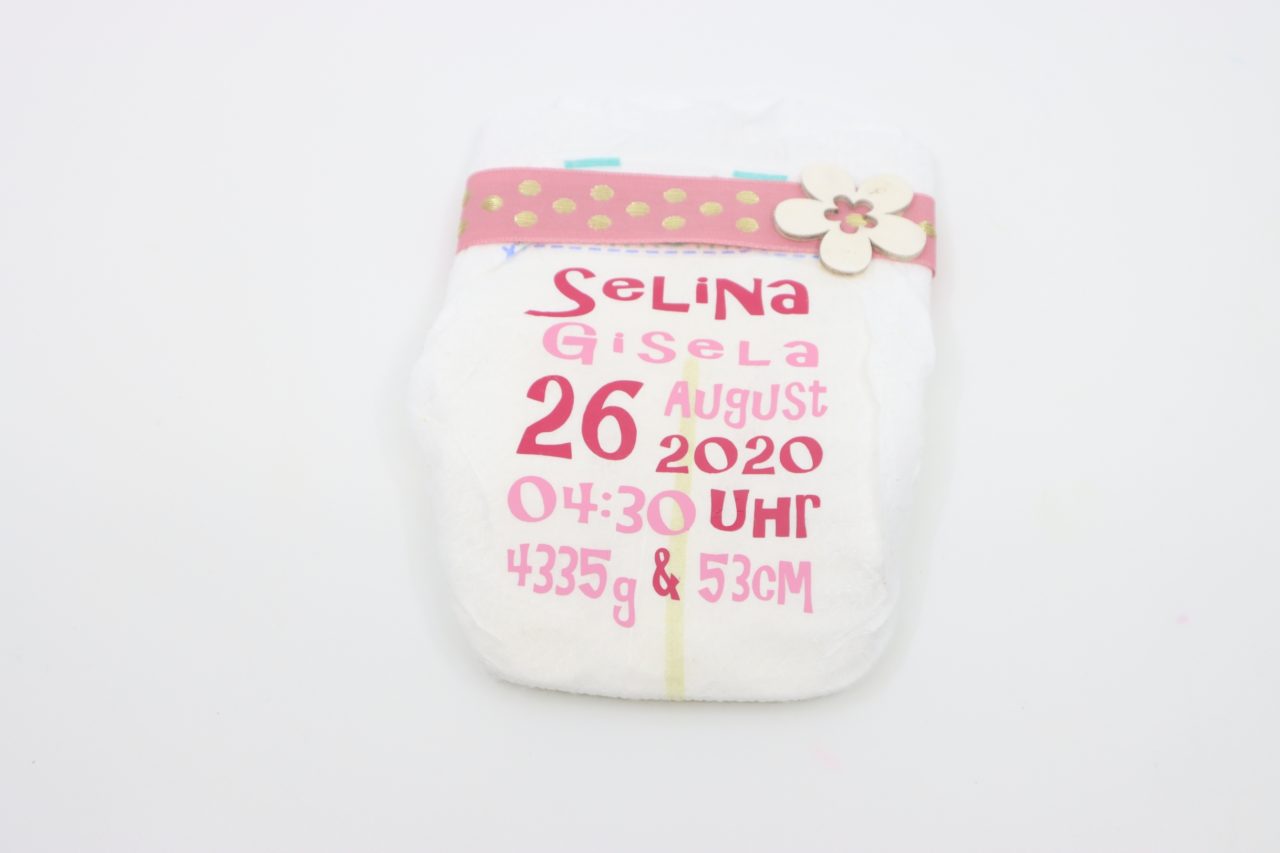 Selina
Gisela
26 August
2020
04:30 Uhr
4335g & 53cm